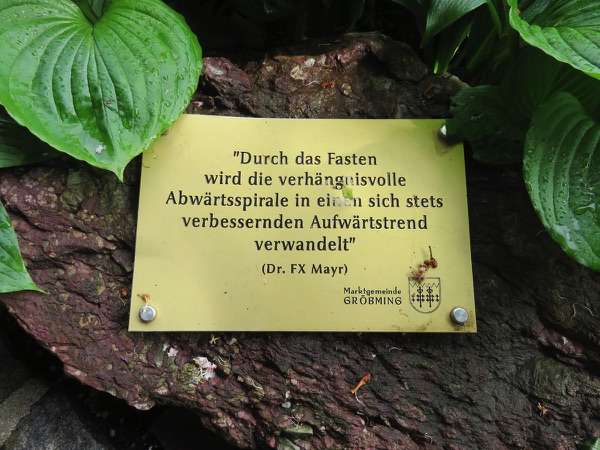 "Durch das Fasten
wird die verhängnisvolle
Abwärtsspirale in einen sich stets
verbessernden Aufwärtstrend
verwandelt"
(Dr. FX Mayr)
Marktgemeinde
GRÖBMING